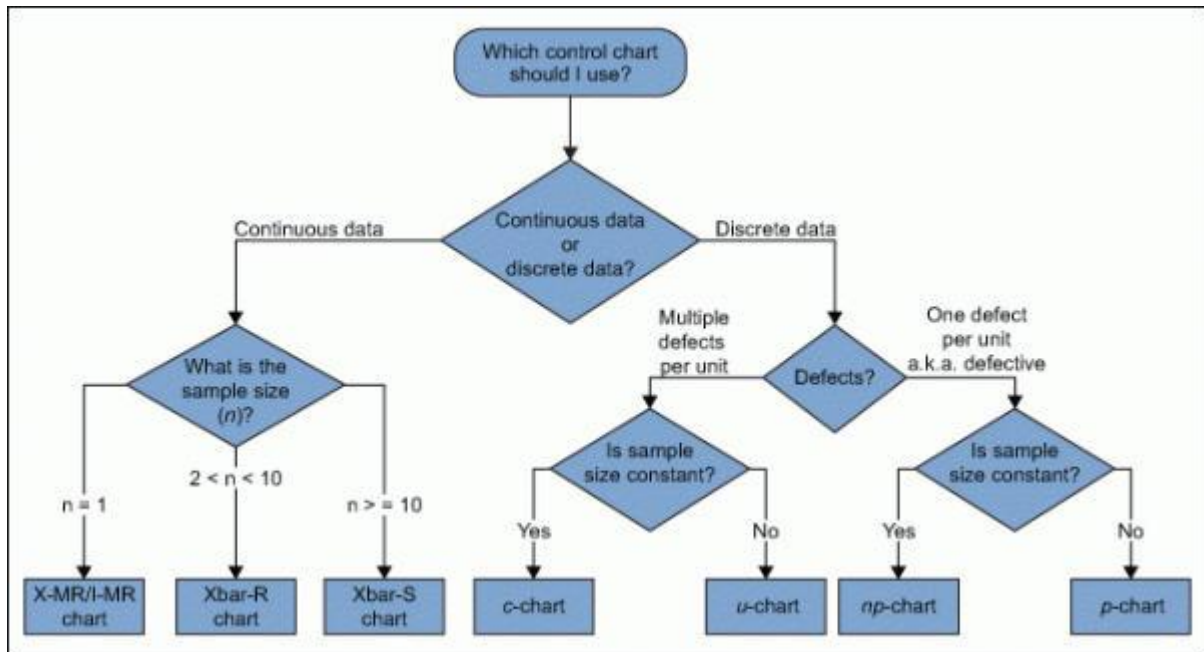 Which control chart
should I use?
Continuous data
or
discrete data?
Continuous data
Discrete data
What is the
sample size
(n)?
Multiple
defects
per unit
Defects?
One defect
per unit
a.k.a. defective
Is sample
size constant?
Is sample
size constant?
n = 1
2 < n < 10
n > = 10
Yes
No
Yes
No
X-MR/I-MR
chart
Xbar-R
chart
Xbar-S
chart
c-chart
u-chart
np-chart
p-chart